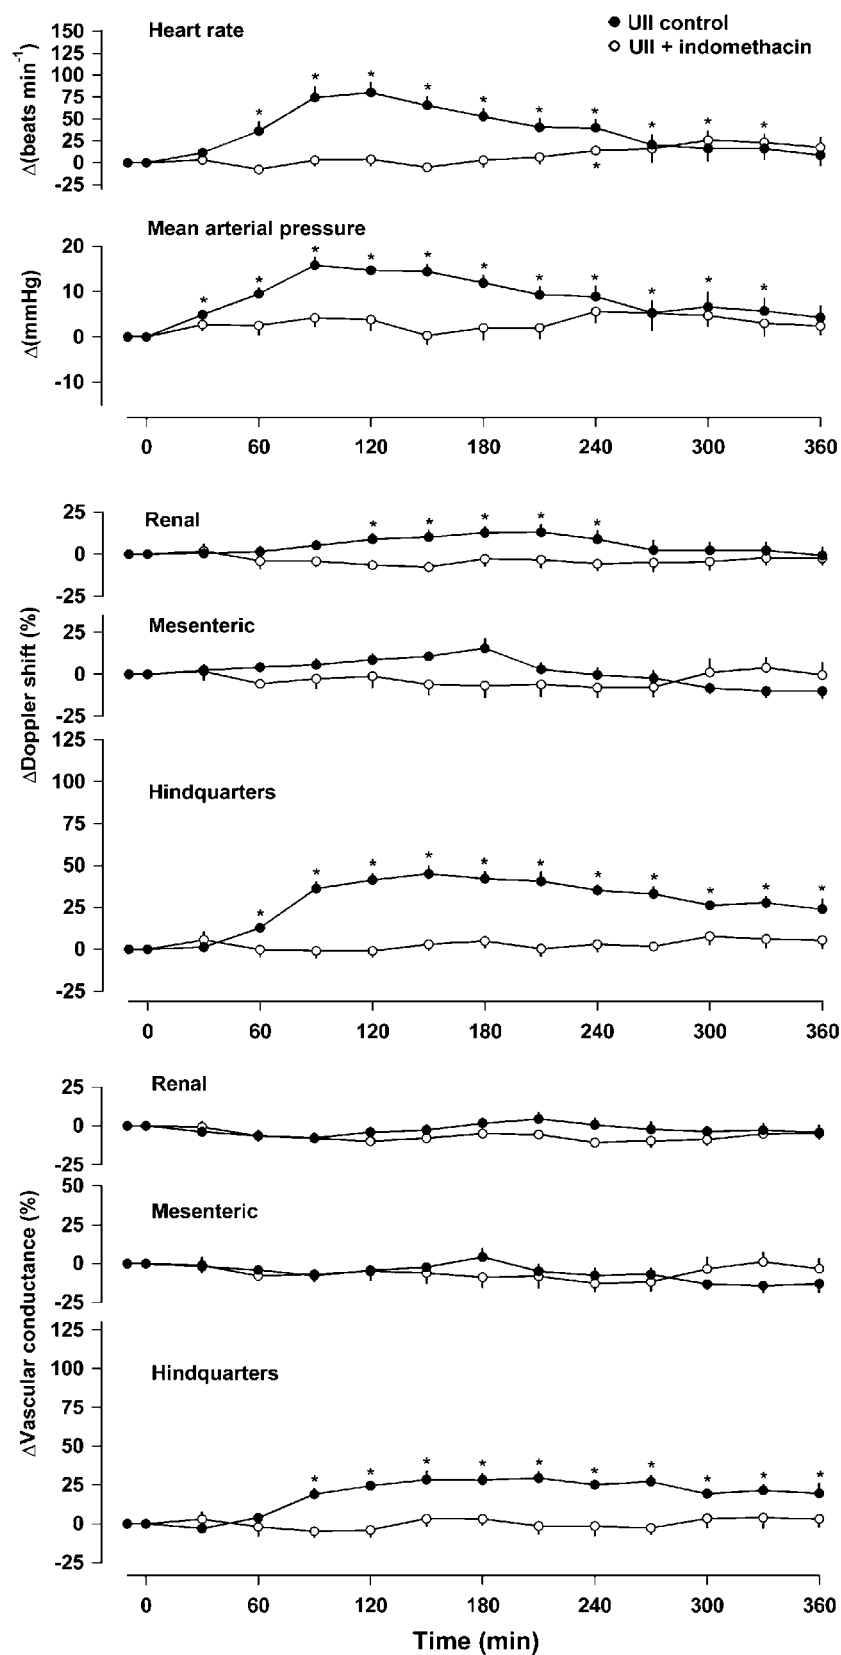 Heart rate
UII control
UII + indomethacin
Δ(beats min⁻¹)
150
125
100
75
50
25
0
-25
* * * * * * * * * * *
*
Mean arterial pressure
Δ(mmHg)
20
10
0
-10
* * * * * * * * * * *
0 60 120 180 240 300 360
ΔDoppler shift (%)
Renal
25
0
-25
* * * * *
Mesenteric
25
0
-25
Hindquarters
125
100
75
50
25
0
-25
* * * * * * * * * * *
0 60 120 180 240 300 360
ΔVascular conductance (%)
Renal
25
0
-25
Mesenteric
50
25
0
-25
Hindquarters
125
100
75
50
25
0
-25
* * * * * * * * * *
0 60 120 180 240 300 360
Time (min)